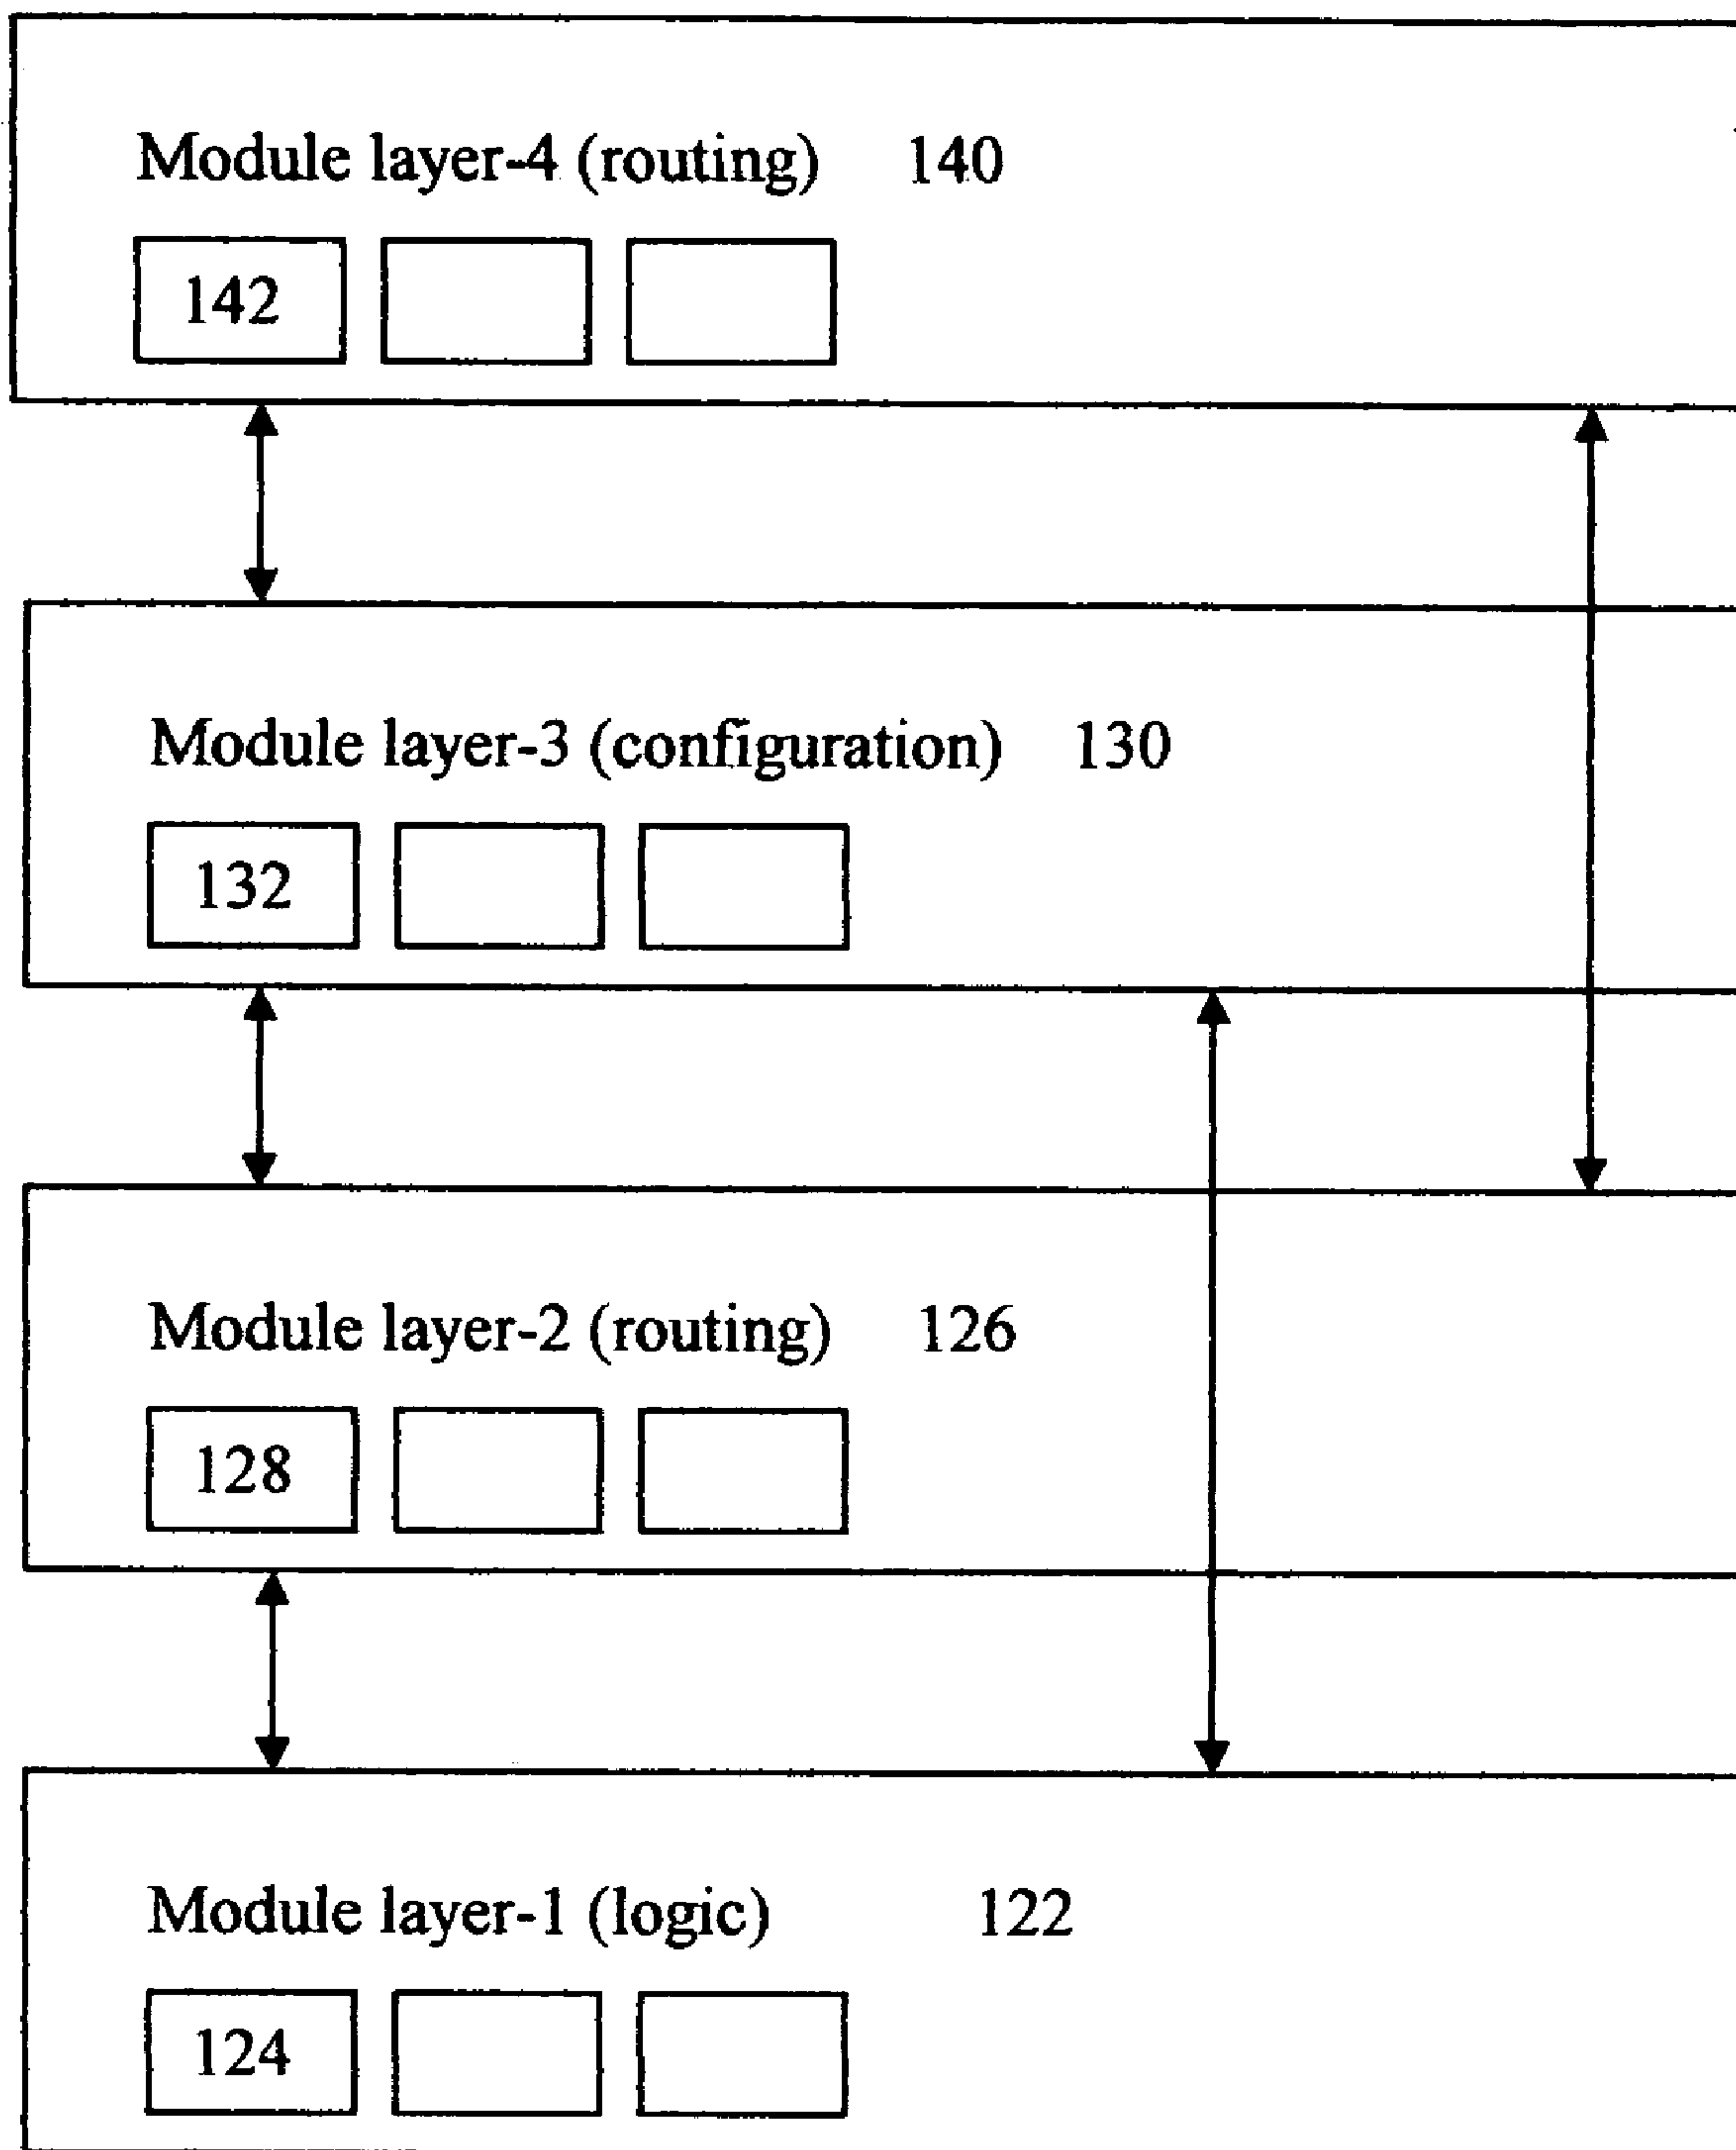 Module layer-4 (routing) 140
142
Module layer-3 (configuration) 130
132
Module layer-2 (routing) 126
128
Module layer-1 (logic) 122
124